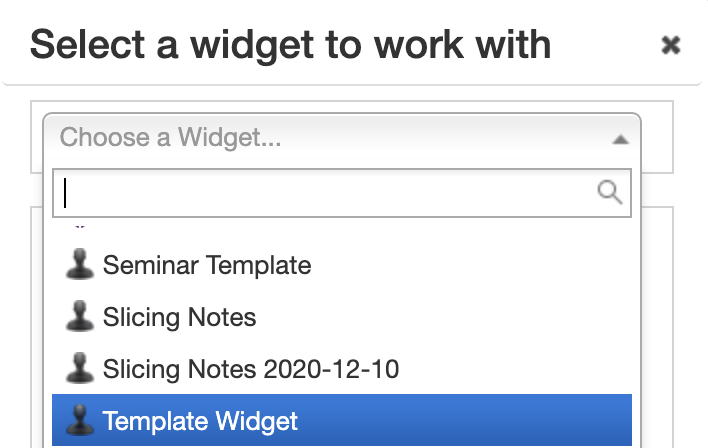 Select a widget to work with
Choose a Widget...
Seminar Template
Slicing Notes
Slicing Notes 2020-12-10
Template Widget